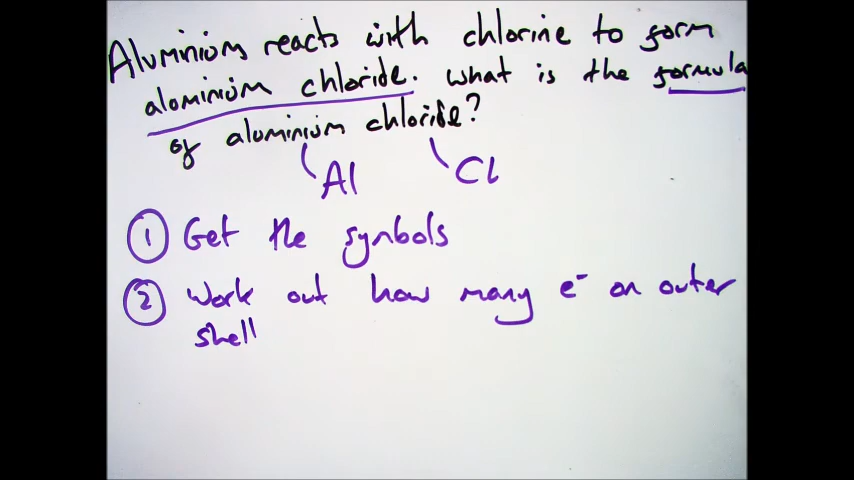 Aluminium reacts with chlorine to form
aluminium chloride. What is the formula
of aluminium chloride?
Al Cl
1 Get the symbols
2 Work out how many e⁻ on outer
shell